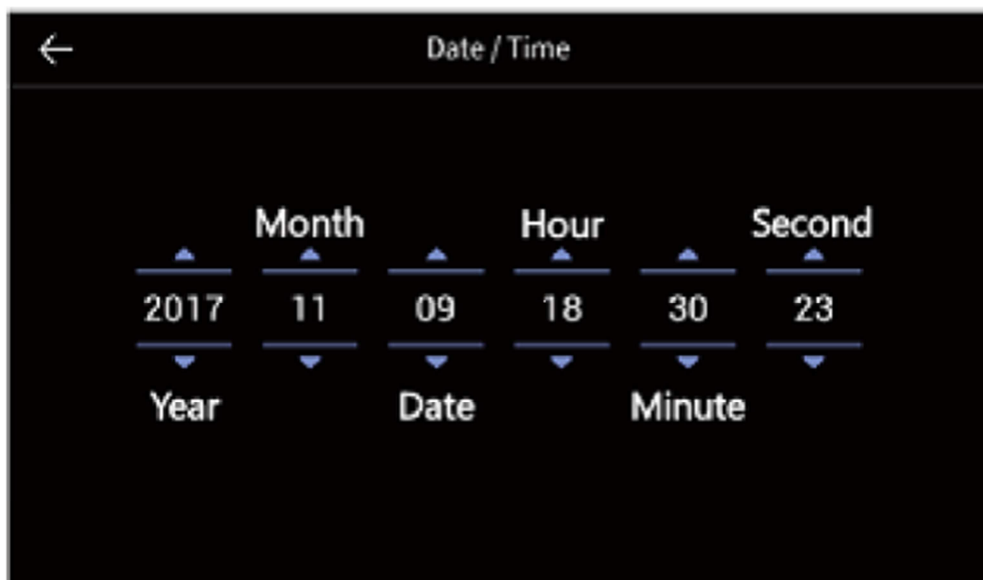 Date / Time
Month Hour Second
2017 11 09 18 30 23
Year Date Minute